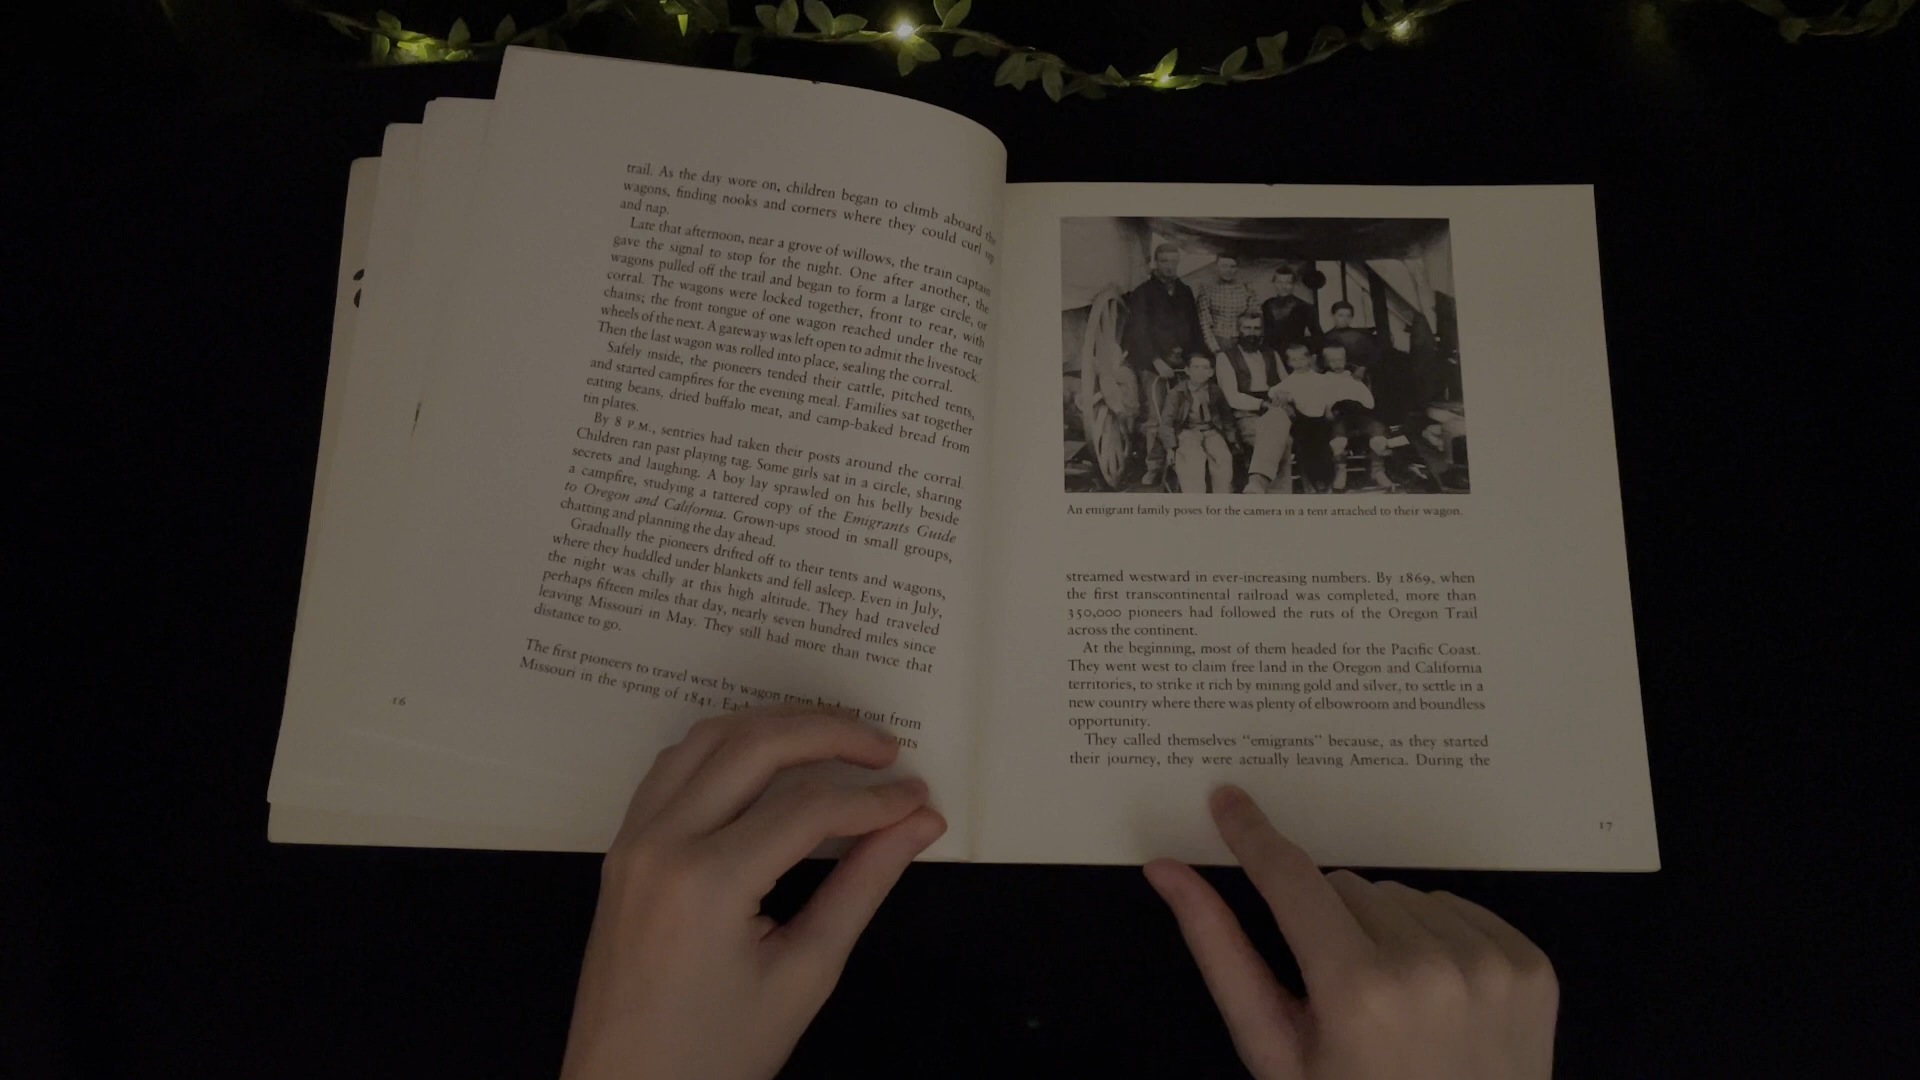 trail. As the day wore on, children began to climb aboard the
wagons, finding nooks and corners where they could curl up
and nap.
Late that afternoon, near a grove of willows, the train captain
gave the signal to stop for the night. One after another, the
wagons pulled off the trail and began to form a large circle, or
corral. The wagons were locked together, front to rear, with
chains; the front tongue of one wagon reached under the rear
wheels of the next. A gateway was left open to admit the livestock.
Then the last wagon was rolled into place, sealing the corral.
Safely inside, the pioneers tended their cattle, pitched tents,
and started campfires for the evening meal. Families sat together
eating beans, dried buffalo meat, and camp-baked bread from
tin plates.
By 8 P.M., sentries had taken their posts around the corral.
Children ran past playing tag. Some girls sat in a circle, sharing
secrets and laughing. A boy lay sprawled on his belly beside
a campfire, studying a tattered copy of the Emigrants Guide
to Oregon and California. Grown-ups stood in small groups,
chatting and planning the day ahead.
Gradually the pioneers drifted off to their tents and wagons,
where they huddled under blankets and fell asleep. Even in July,
the night was chilly at this high altitude. They had traveled
perhaps fifteen miles that day, nearly seven hundred miles since
leaving Missouri in May. They still had more than twice that
distance to go.
The first pioneers to travel west by wagon train had set out from
Missouri in the spring of 1841.
16
An emigrant family poses for the camera in a tent attached to their wagon.
streamed westward in ever-increasing numbers. By 1869, when
the first transcontinental railroad was completed, more than
350,000 pioneers had followed the ruts of the Oregon Trail
across the continent.
At the beginning, most of them headed for the Pacific Coast.
They went west to claim free land in the Oregon and California
territories, to strike it rich by mining gold and silver, to settle in a
new country where there was plenty of elbowroom and boundless
opportunity.
They called themselves "emigrants" because, as they started
their journey, they were actually leaving America. During the
17